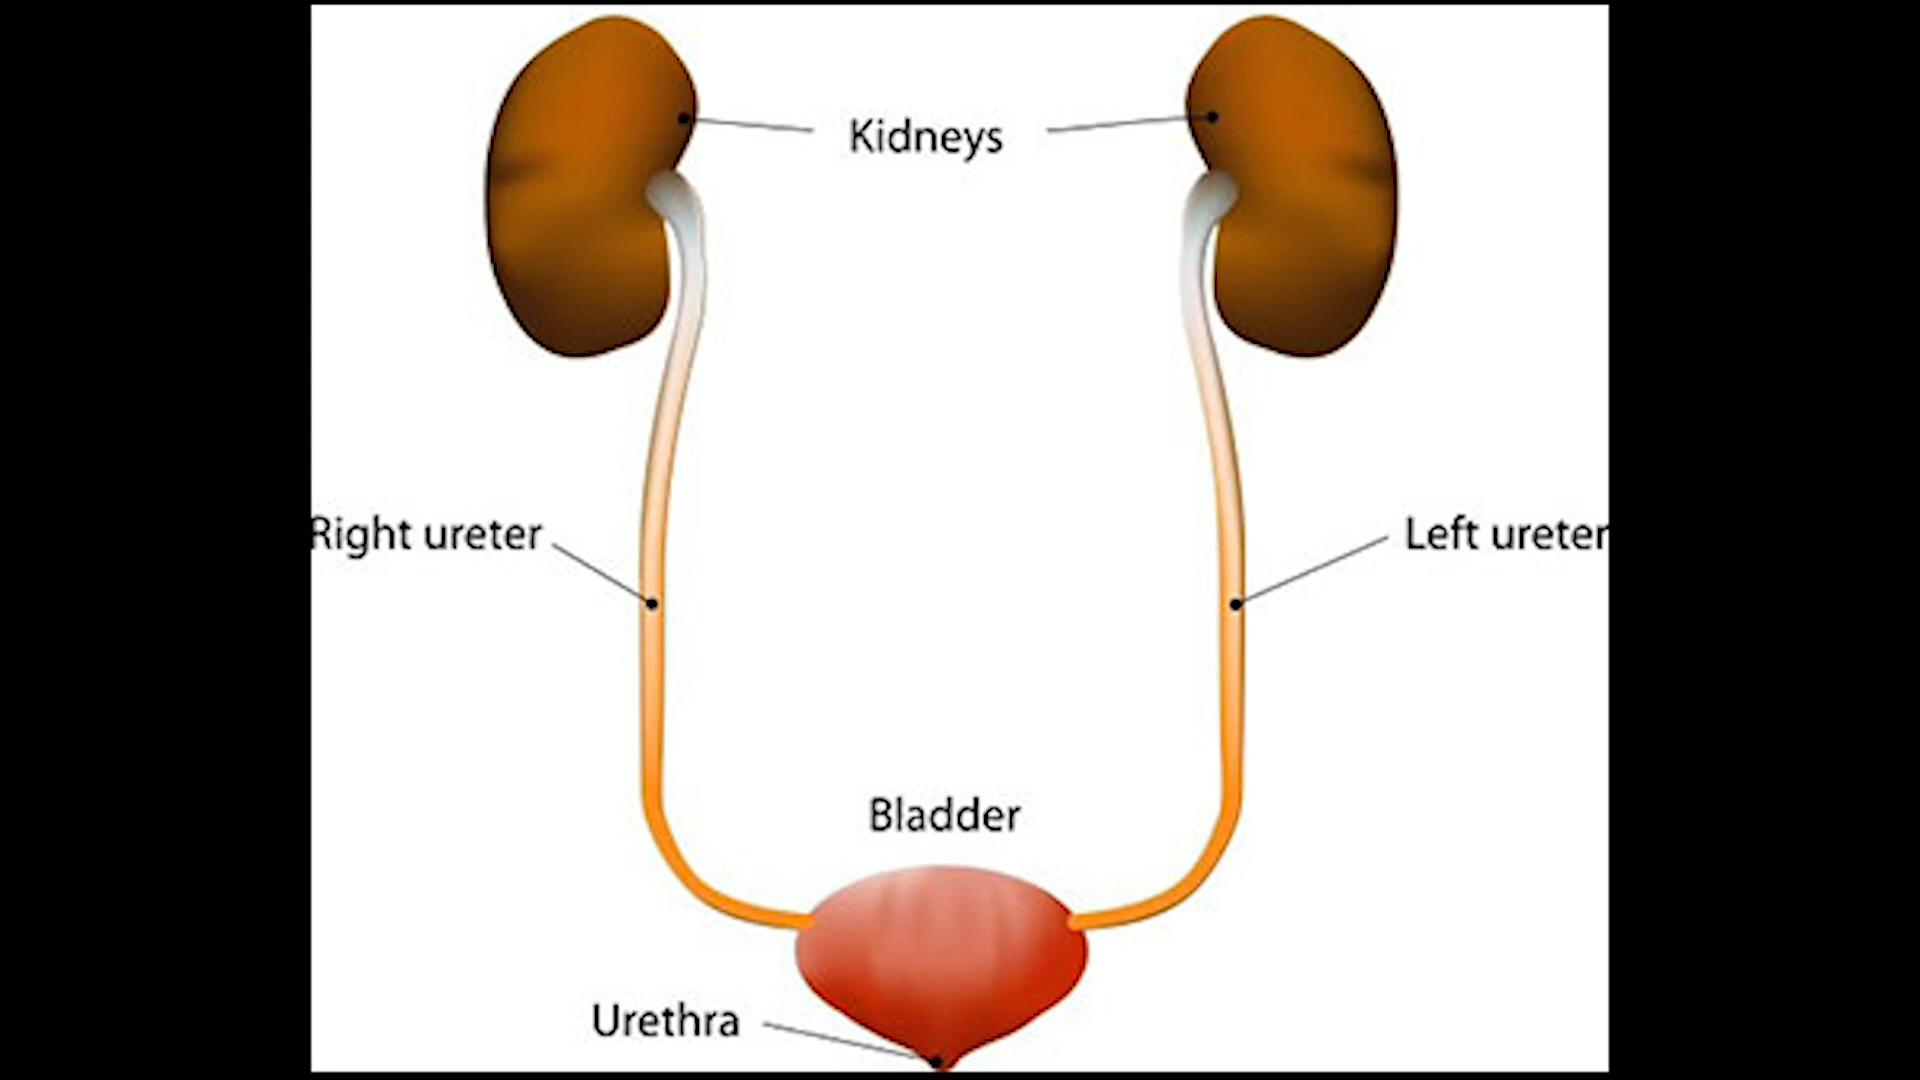 Kidneys
Right ureter
Left ureter
Bladder
Urethra